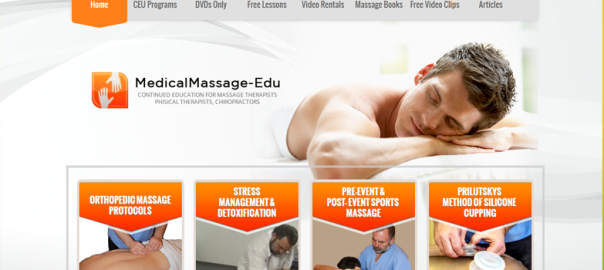 Home CEU Programs DVDs Only Free Lessons Video Rentals Massage Books Free Video Clips Articles
MedicalMassage-Edu
CONTINUED EDUCATION FOR MASSAGE THERAPISTS
PHISICAL THERAPISTS, CHIROPRACTORS
ORTHOPEDIC MASSAGE
PROTOCOLS
STRESS
MANAGEMENT &
DETOXIFICATION
PRE-EVENT &
POST- EVENT SPORTS
MASSAGE
PRILUTSKYS
METHOD OF SILICONE
CUPPING